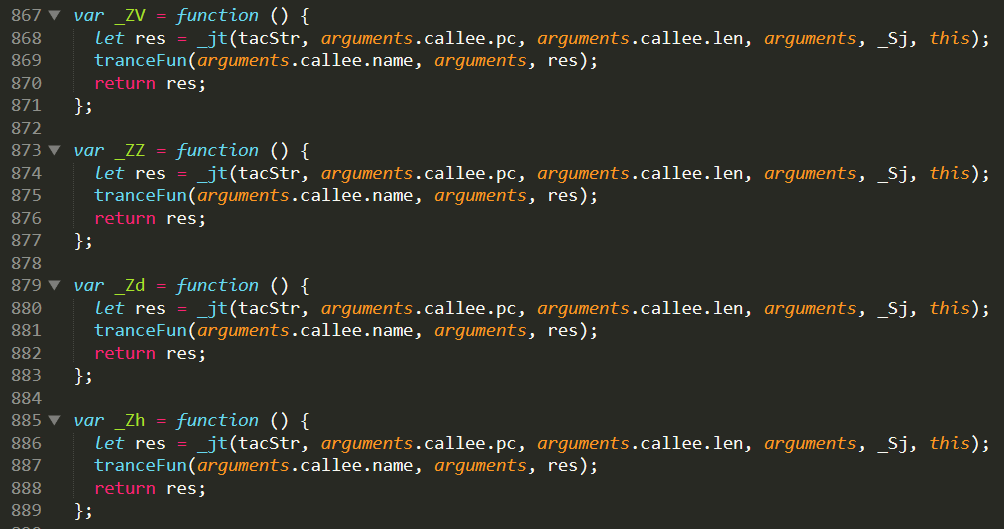 867 ▼ var _ZV = function () {
868 let res = _jt(tacStr, arguments.callee.pc, arguments.callee.len, arguments, _Sj, this);
869 tranceFun(arguments.callee.name, arguments, res);
870 return res;
871 };
872
873 ▼ var _ZZ = function () {
874 let res = _jt(tacStr, arguments.callee.pc, arguments.callee.len, arguments, _Sj, this);
875 tranceFun(arguments.callee.name, arguments, res);
876 return res;
877 };
878
879 ▼ var _Zd = function () {
880 let res = _jt(tacStr, arguments.callee.pc, arguments.callee.len, arguments, _Sj, this);
881 tranceFun(arguments.callee.name, arguments, res);
882 return res;
883 };
884
885 ▼ var _Zh = function () {
886 let res = _jt(tacStr, arguments.callee.pc, arguments.callee.len, arguments, _Sj, this);
887 tranceFun(arguments.callee.name, arguments, res);
888 return res;
889 };